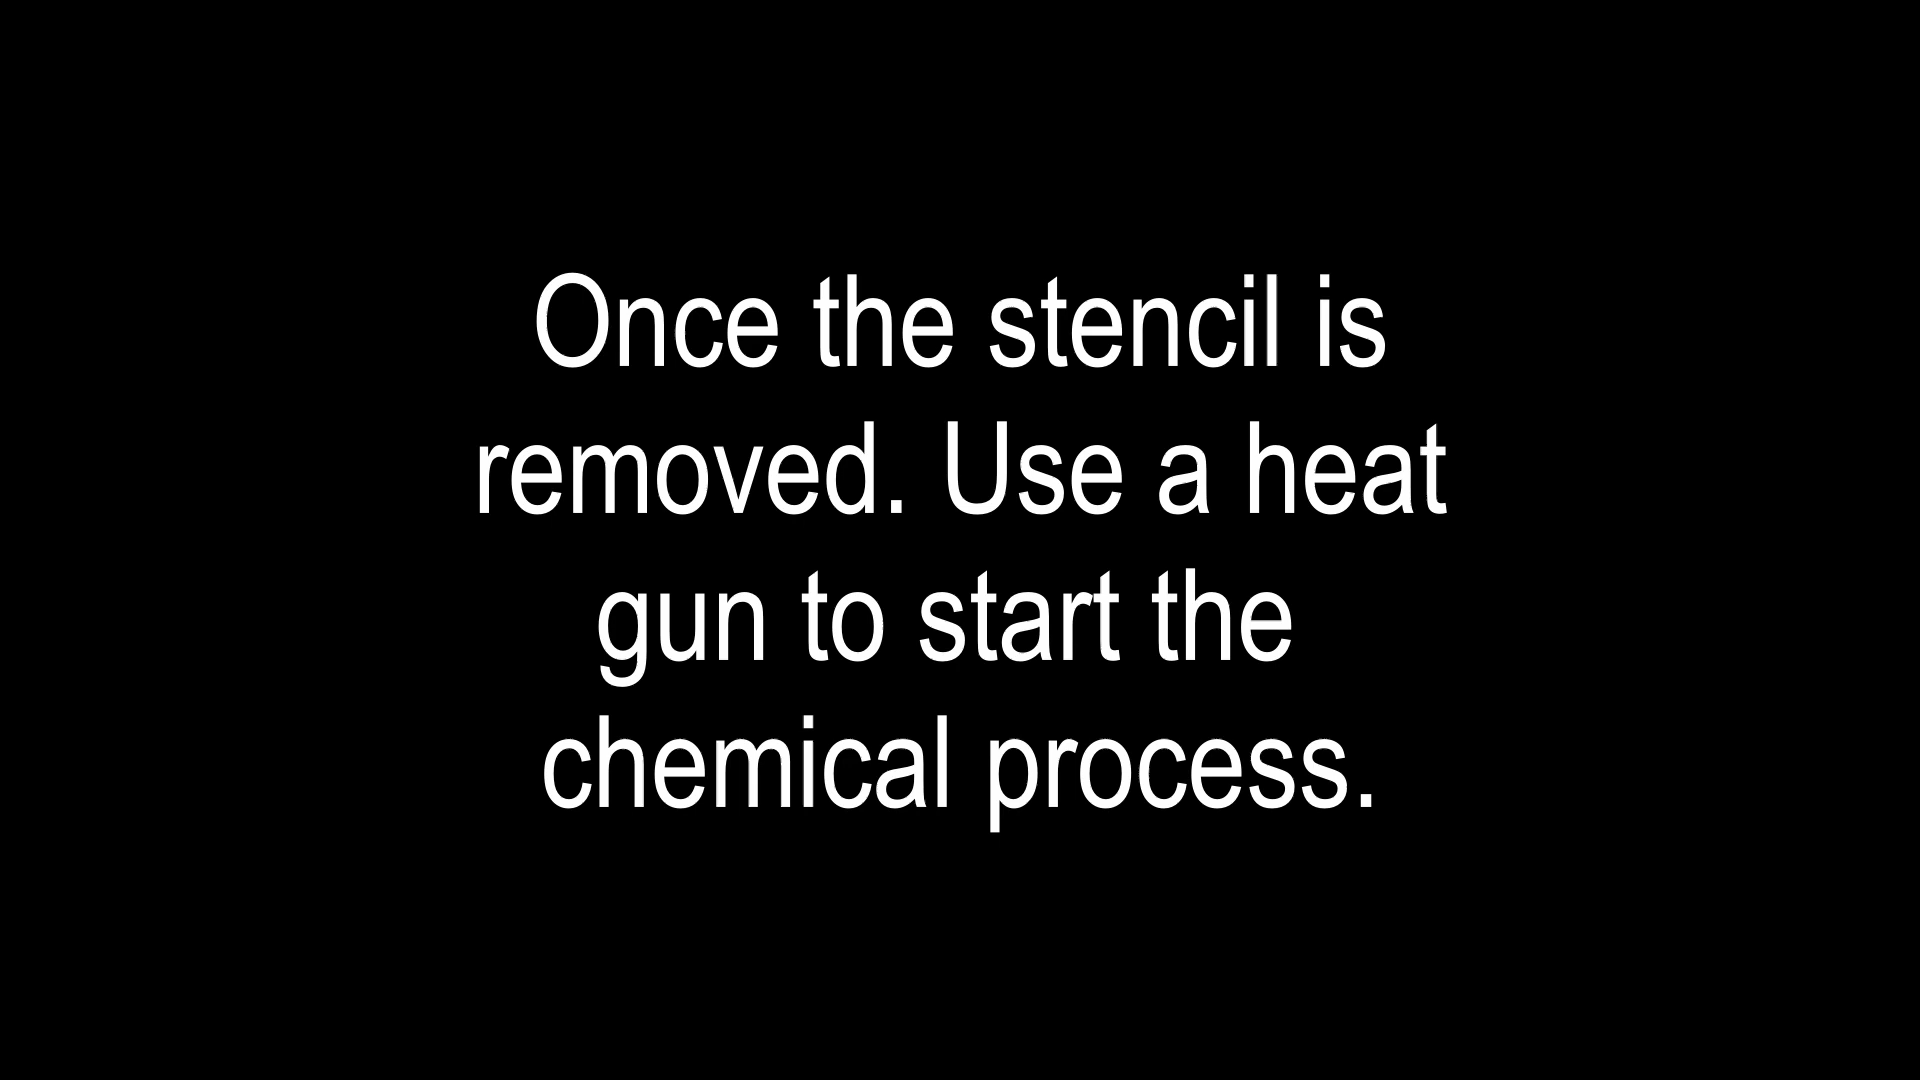 Once the stencil is
removed. Use a heat
gun to start the
chemical process.